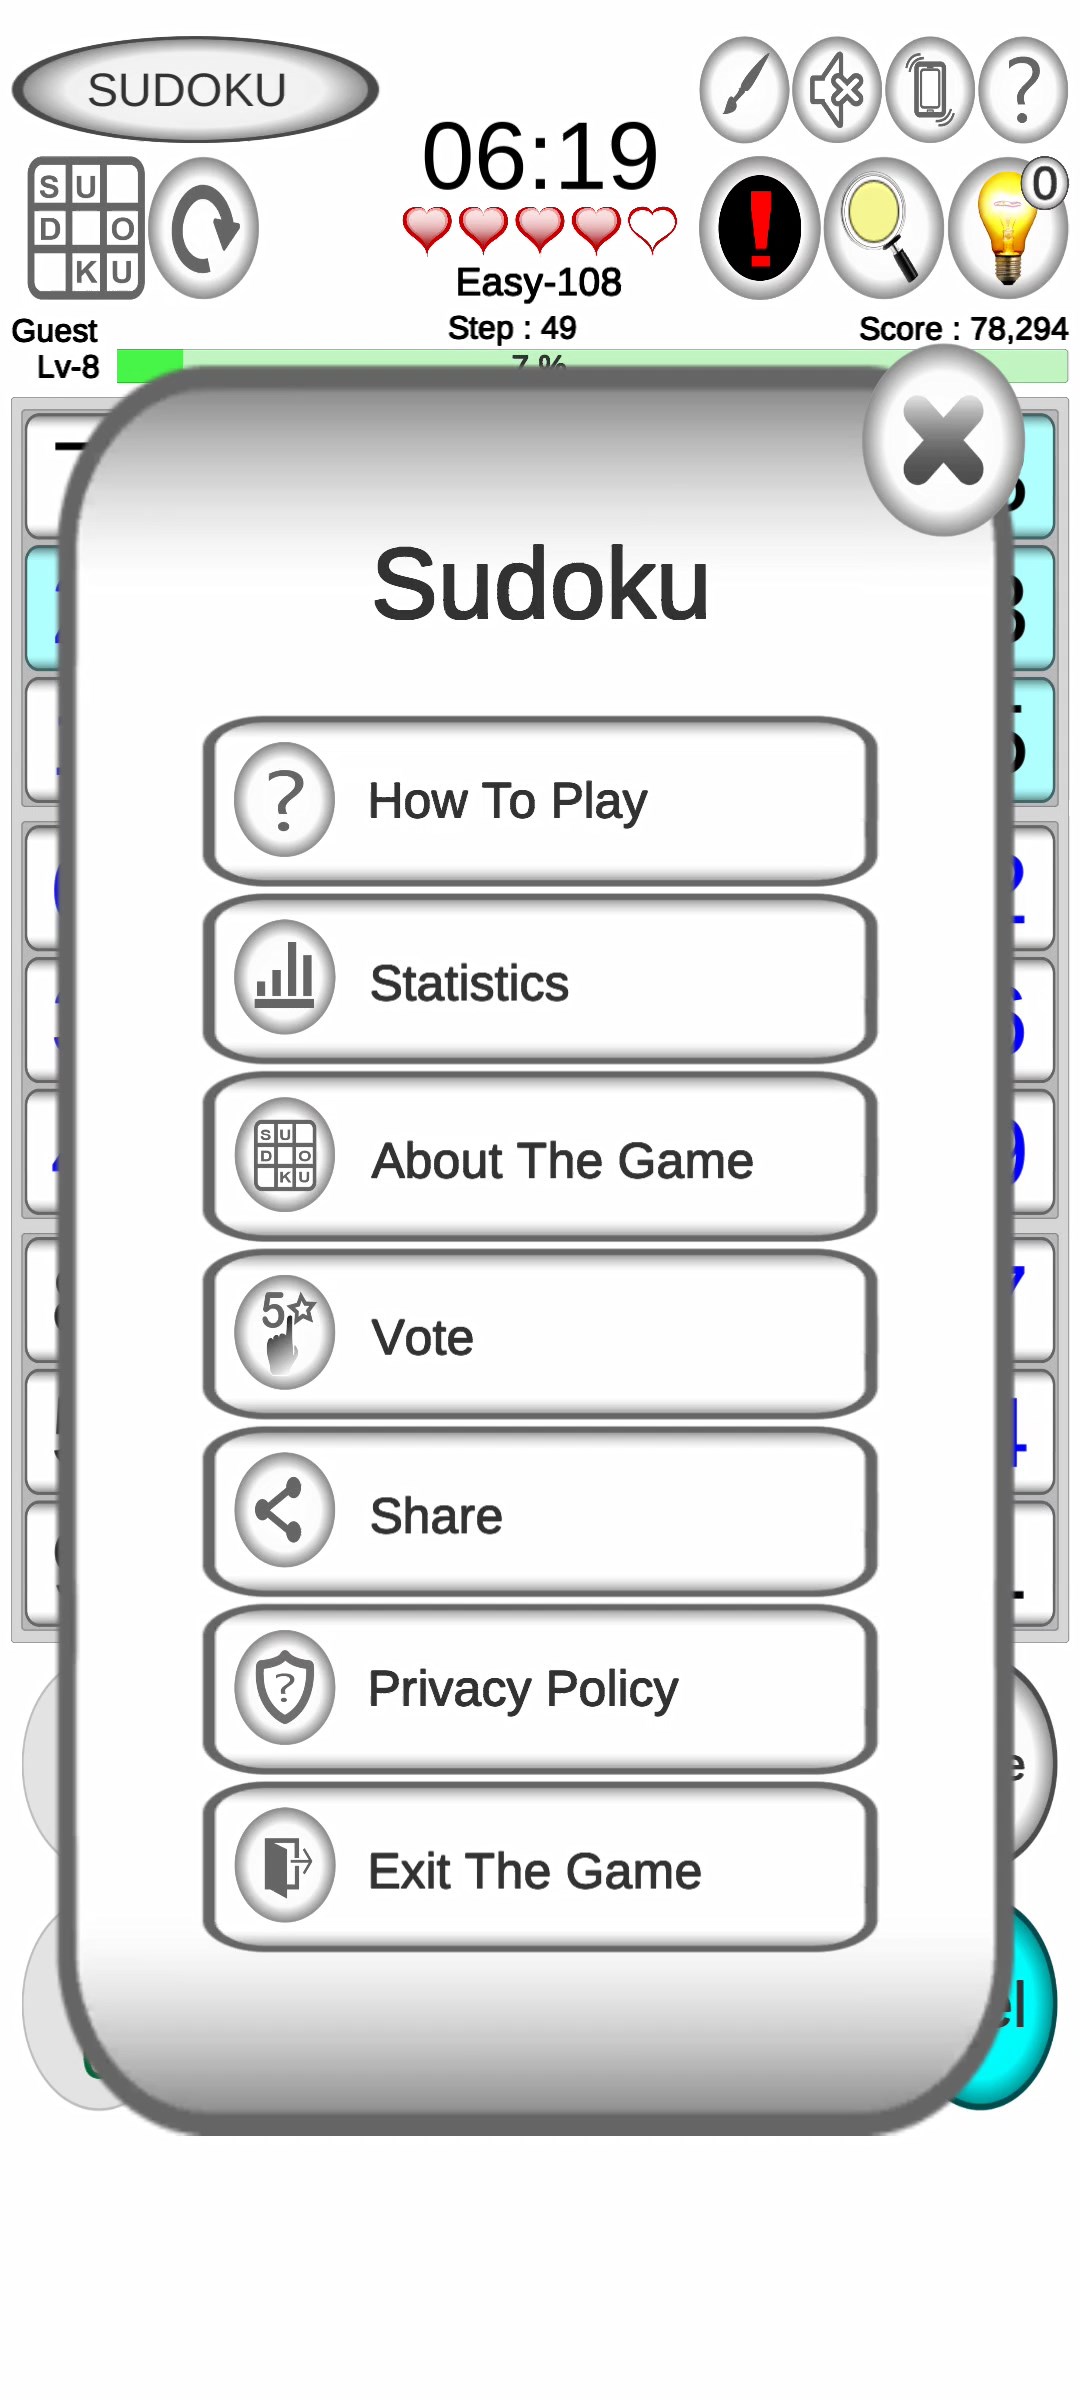 SUDOKU
06:19
S U
D O
K U
0
Easy-108
Guest
Step : 49
Score : 78,294
Lv-8
7 %
Sudoku
? How To Play
Statistics
S U
D O
K U
About The Game
5
Vote
Share
? Privacy Policy
Exit The Game